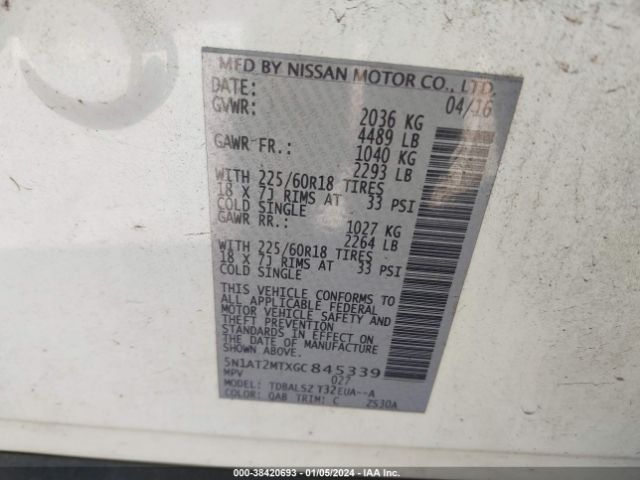 MFD BY NISSAN MOTOR CO., LTD.
DATE: 04/16
GVWR: 2036 KG
4489 LB
GAWR FR.: 1040 KG
2293 LB
WITH 225/60R18 TIRES
18 X 7J RIMS AT 33 PSI
COLD SINGLE
GAWR RR.: 1027 KG
2264 LB
WITH 225/60R18 TIRES
18 X 7J RIMS AT 33 PSI
COLD SINGLE
THIS VEHICLE CONFORMS TO
ALL APPLICABLE FEDERAL
MOTOR VEHICLE SAFETY AND
THEFT PREVENTION
STANDARDS IN EFFECT ON
THE DATE OF MANUFACTURE
SHOWN ABOVE.
5N1AT2MTXGC 845339
MPV 027
MODEL: TDBALSZ T32EUA--A
COLOR: QAB TRIM: C 2S30A
000-38420693 - 01/05/2024 - IAA Inc.